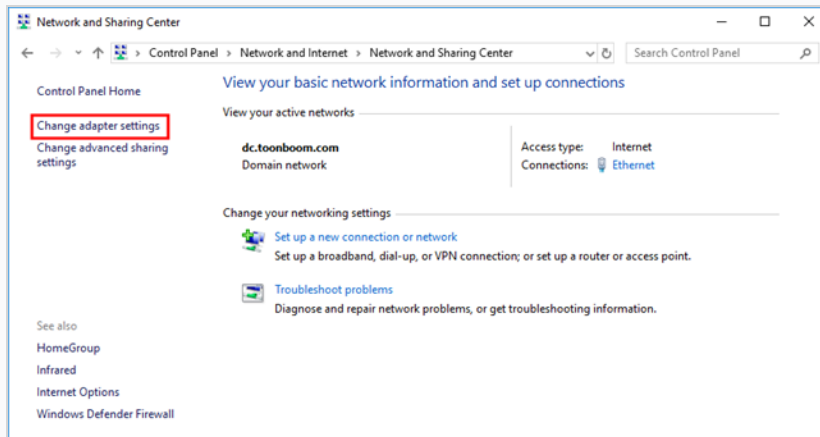 Network and Sharing Center
Control Panel > Network and Internet > Network and Sharing Center
Search Control Panel
Control Panel Home
Change adapter settings
Change advanced sharing
settings
View your basic network information and set up connections
View your active networks
dc.toonboom.com
Domain network
Access type: Internet
Connections: Ethernet
Change your networking settings
Set up a new connection or network
Set up a broadband, dial-up, or VPN connection; or set up a router or access point.
Troubleshoot problems
Diagnose and repair network problems, or get troubleshooting information.
See also
HomeGroup
Infrared
Internet Options
Windows Defender Firewall